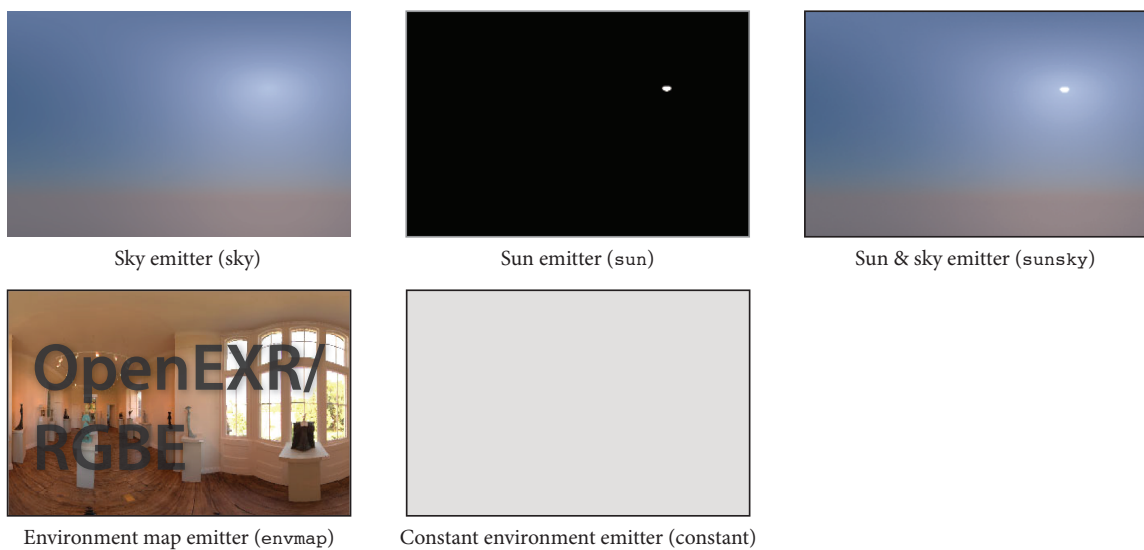 Sky emitter (sky)
Sun emitter (sun)
Sun & sky emitter (sunsky)
OpenEXR/
RGBE
Environment map emitter (envmap)
Constant environment emitter (constant)